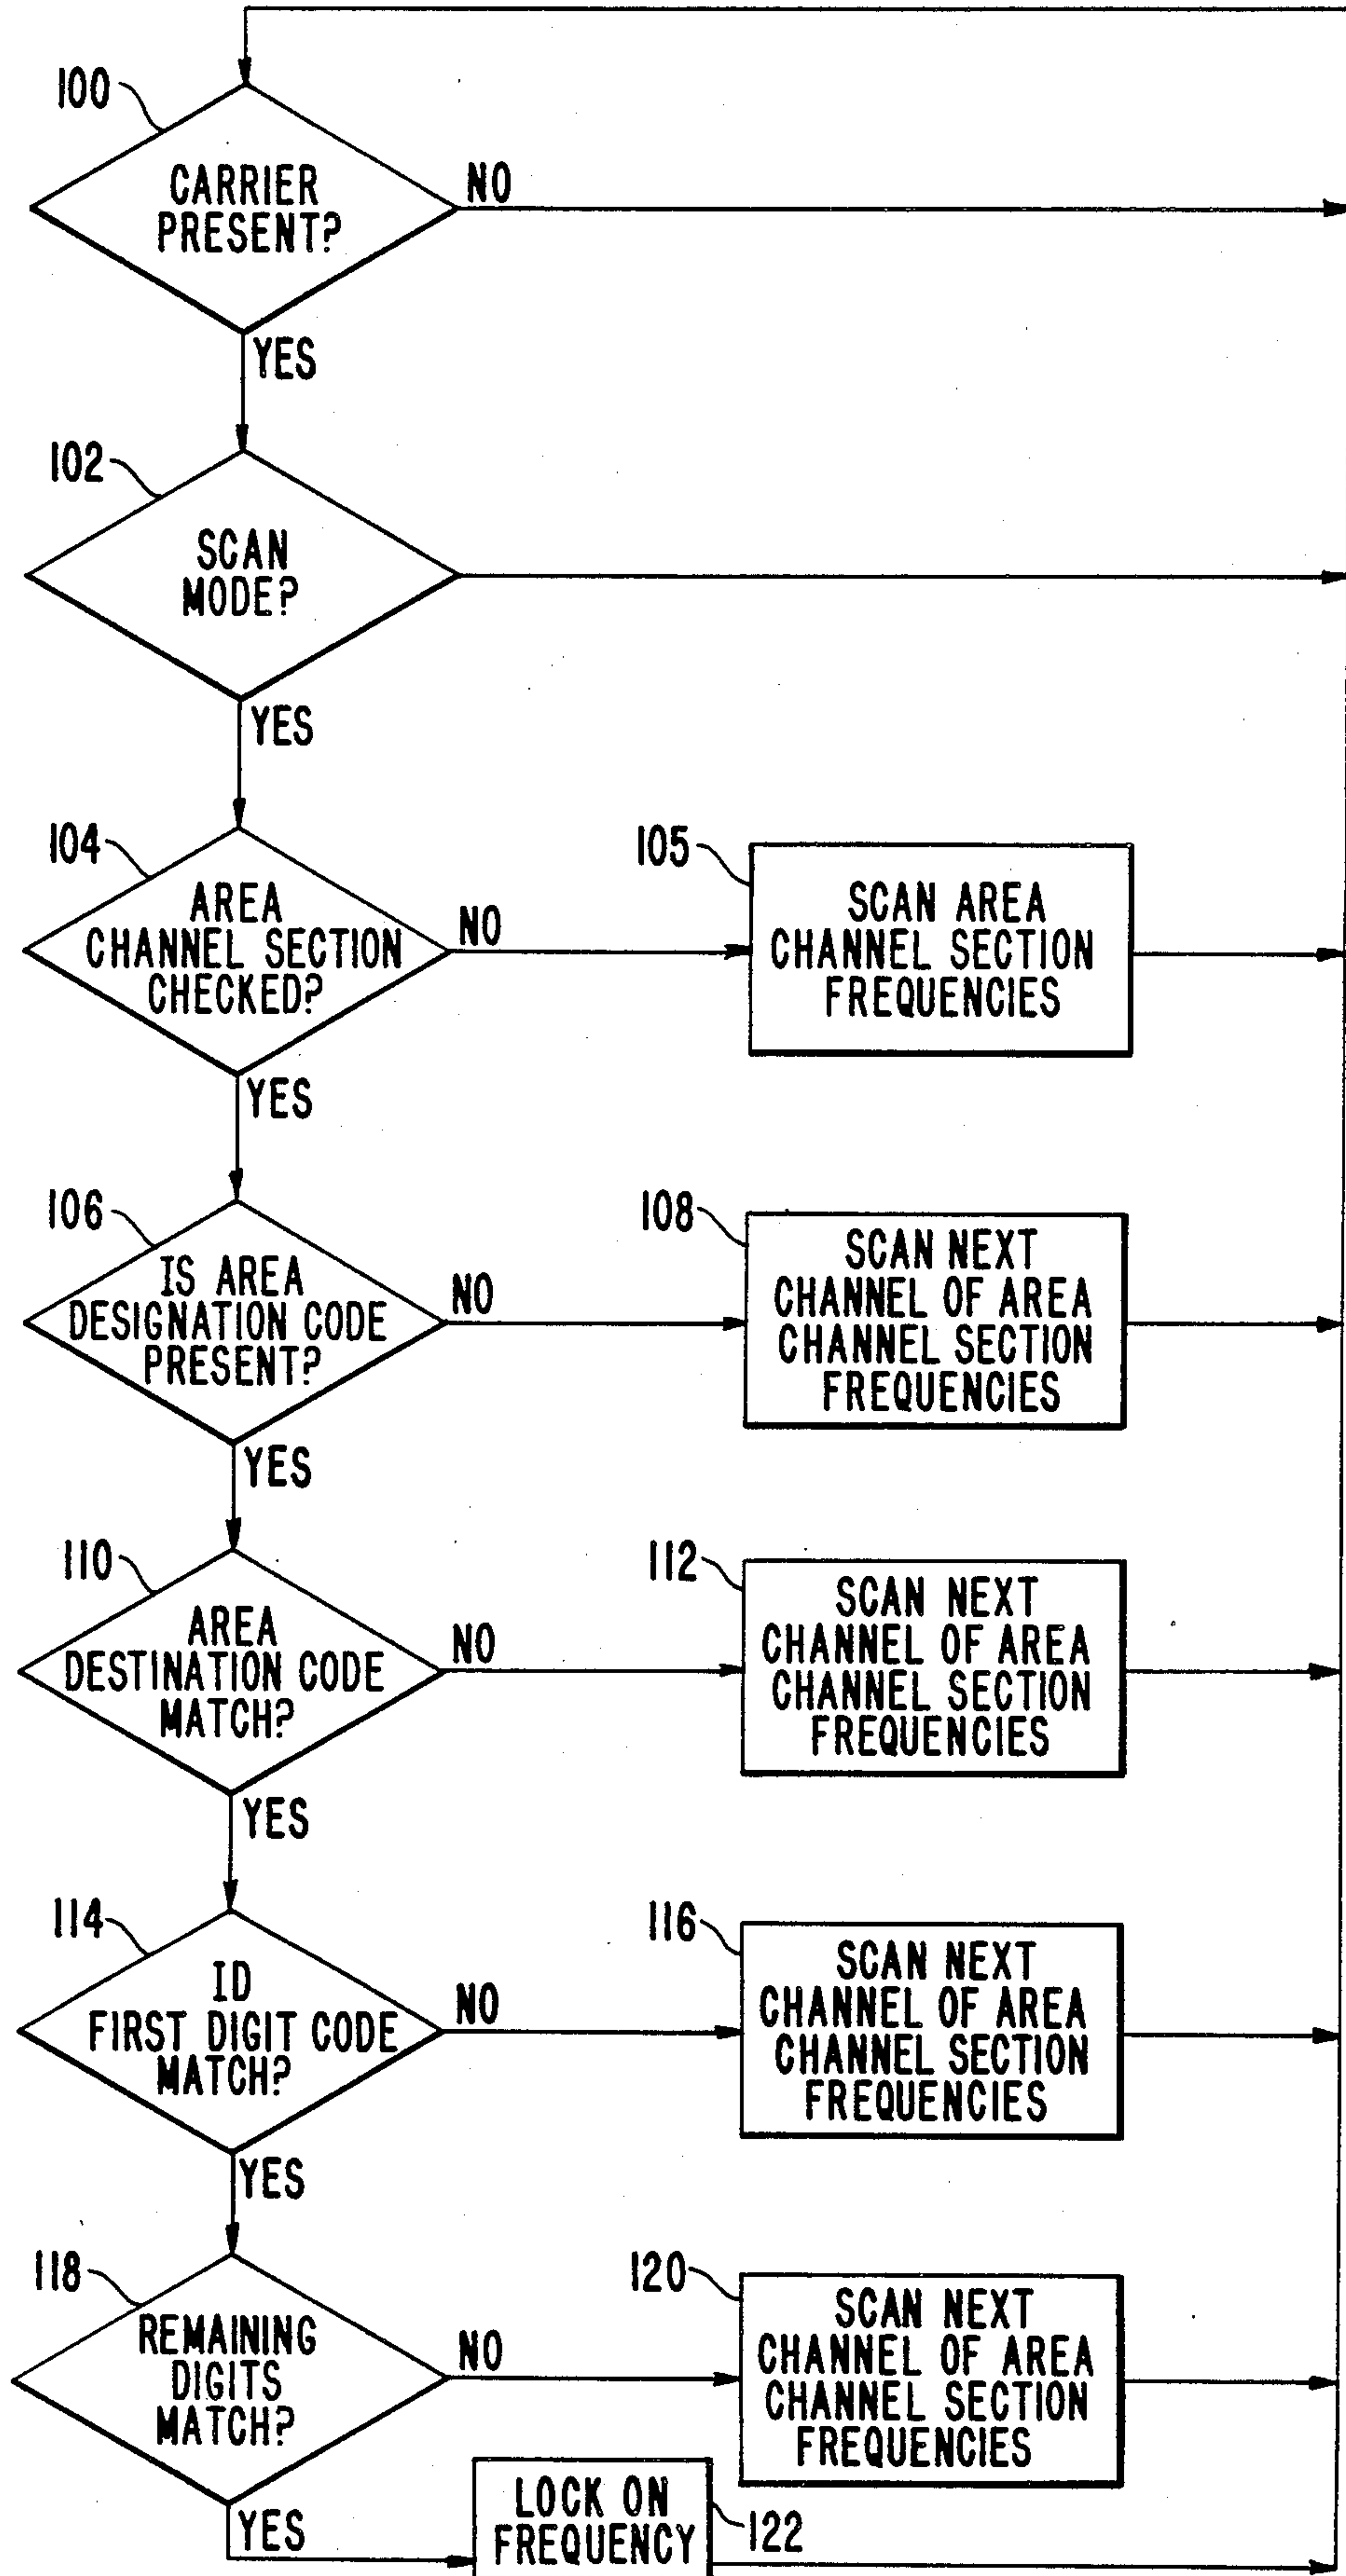 100
CARRIER
PRESENT?
NO
YES
102
SCAN
MODE?
YES
104
AREA
CHANNEL SECTION
CHECKED?
NO
105
SCAN AREA
CHANNEL SECTION
FREQUENCIES
YES
106
IS AREA
DESIGNATION CODE
PRESENT?
NO
108
SCAN NEXT
CHANNEL OF AREA
CHANNEL SECTION
FREQUENCIES
YES
110
AREA
DESTINATION CODE
MATCH?
NO
112
SCAN NEXT
CHANNEL OF AREA
CHANNEL SECTION
FREQUENCIES
YES
114
ID
FIRST DIGIT CODE
MATCH?
NO
116
SCAN NEXT
CHANNEL OF AREA
CHANNEL SECTION
FREQUENCIES
YES
118
REMAINING
DIGITS
MATCH?
NO
120
SCAN NEXT
CHANNEL OF AREA
CHANNEL SECTION
FREQUENCIES
YES
LOCK ON
FREQUENCY
122